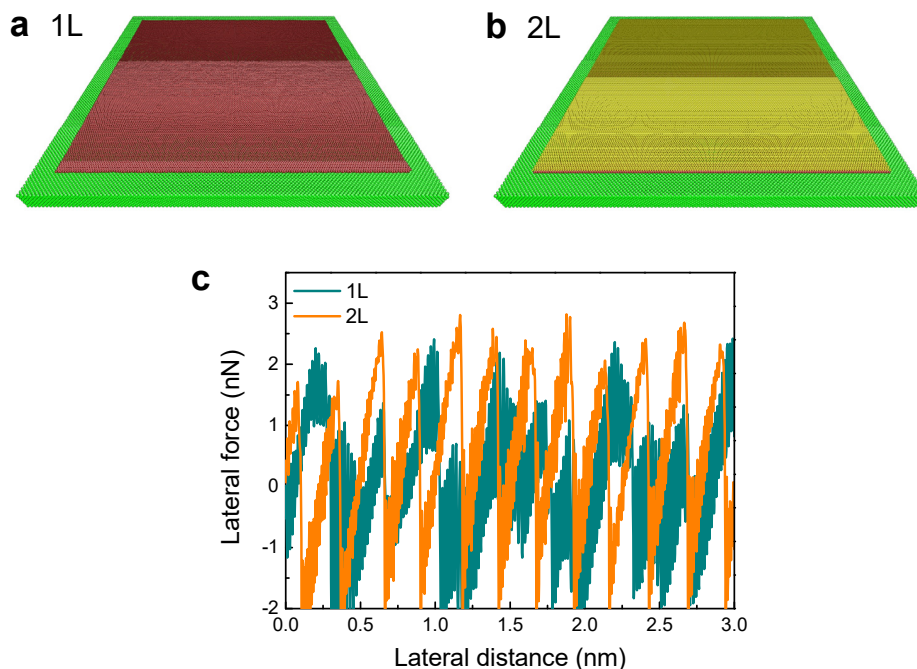 a 1L
b 2L
c
1L
2L
Lateral force (nN)
3
2
1
0
-1
-2
0.0 0.5 1.0 1.5 2.0 2.5 3.0
Lateral distance (nm)